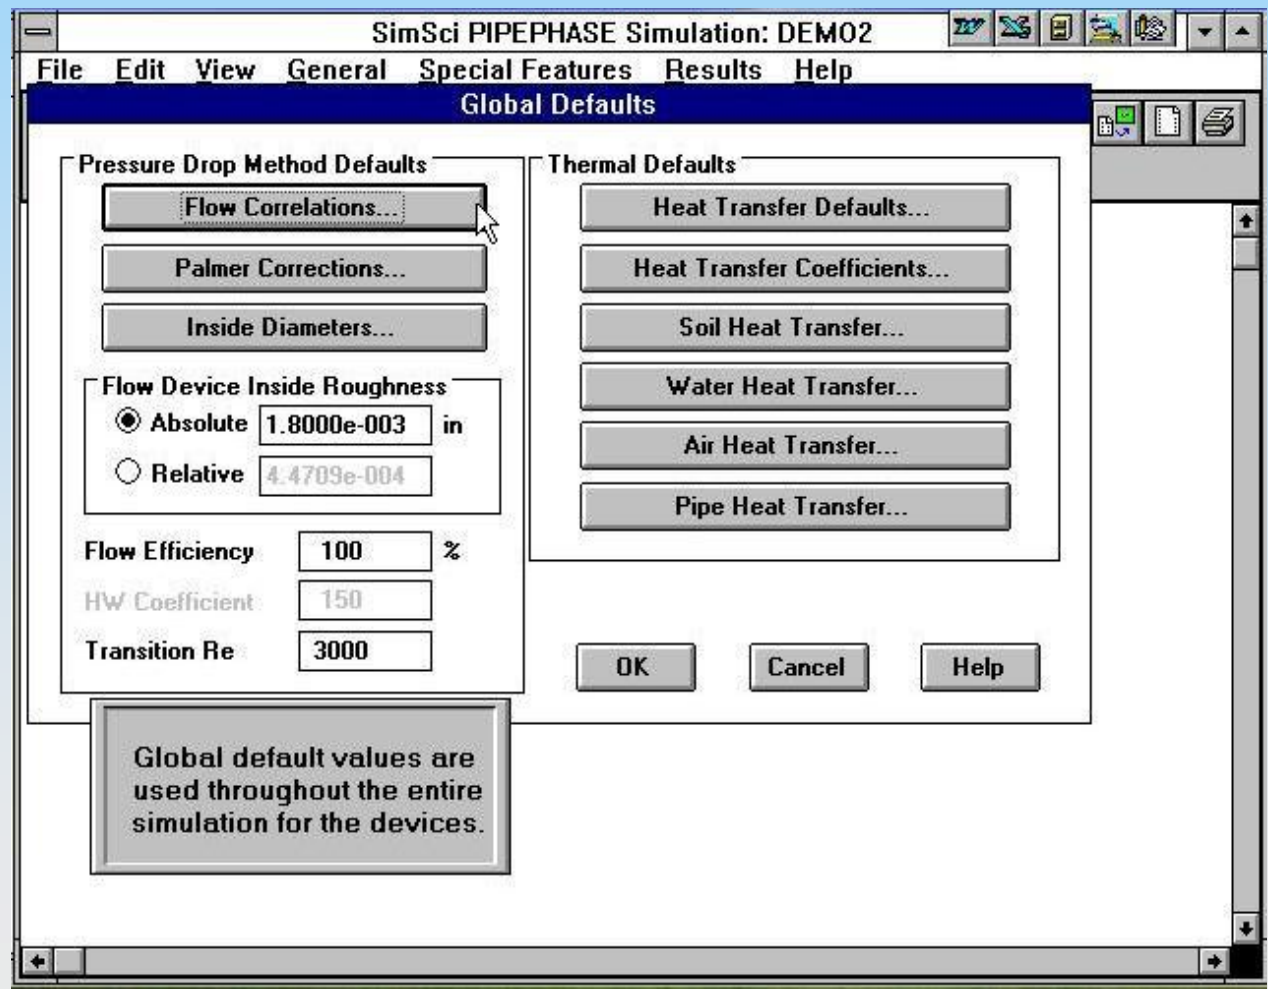 SimSci PIPEPHASE Simulation: DEMO2
File Edit View General Special Features Results Help
Global Defaults
Pressure Drop Method Defaults
Flow Correlations...
Palmer Corrections...
Inside Diameters...
Flow Device Inside Roughness
Absolute 1.8000e-003 in
Relative 4.4709e-004
Flow Efficiency 100 %
HW Coefficient 150
Transition Re 3000
Thermal Defaults
Heat Transfer Defaults...
Heat Transfer Coefficients...
Soil Heat Transfer...
Water Heat Transfer...
Air Heat Transfer...
Pipe Heat Transfer...
OK Cancel Help
Global default values are
used throughout the entire
simulation for the devices.